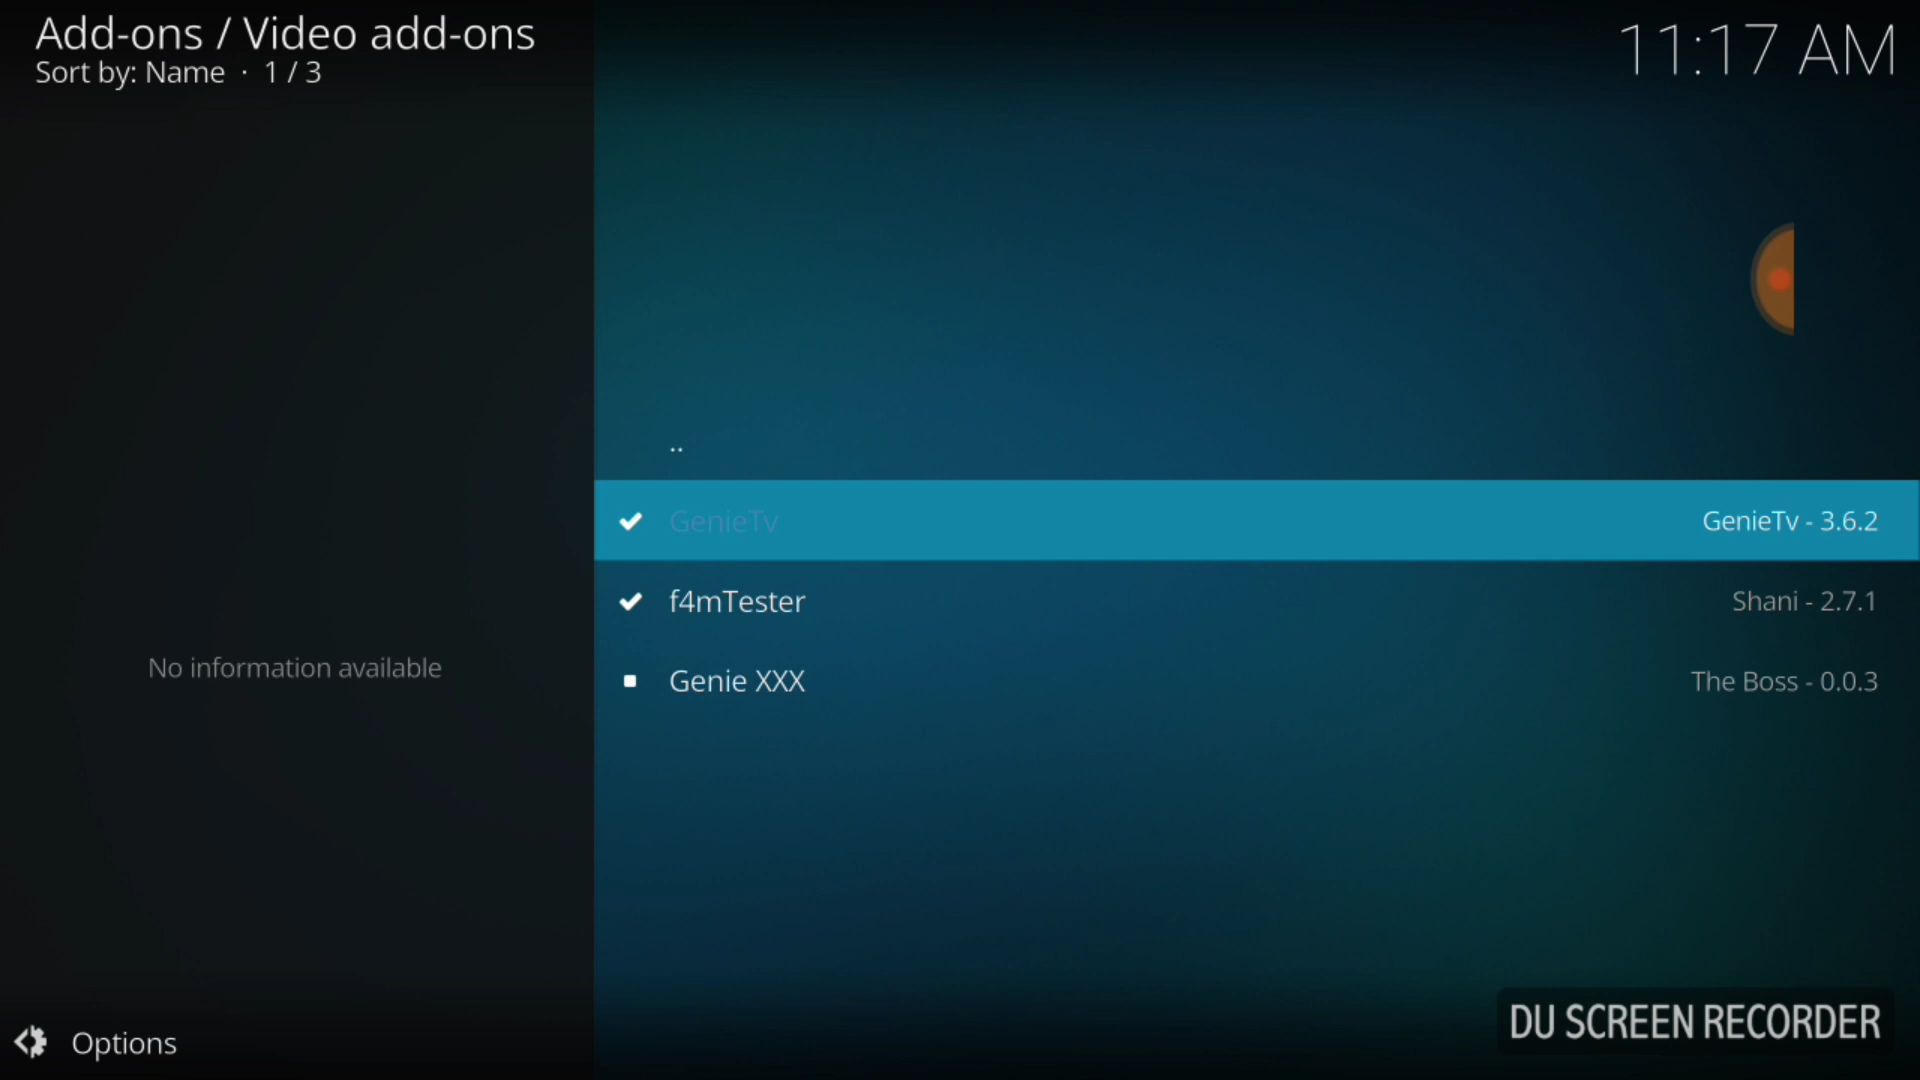 Add-ons / Video add-ons
Sort by: Name · 1 / 3
11:17 AM
..
GenieTv
GenieTv - 3.6.2
f4mTester
Shani - 2.7.1
Genie XXX
The Boss - 0.0.3
No information available
Options
DU SCREEN RECORDER